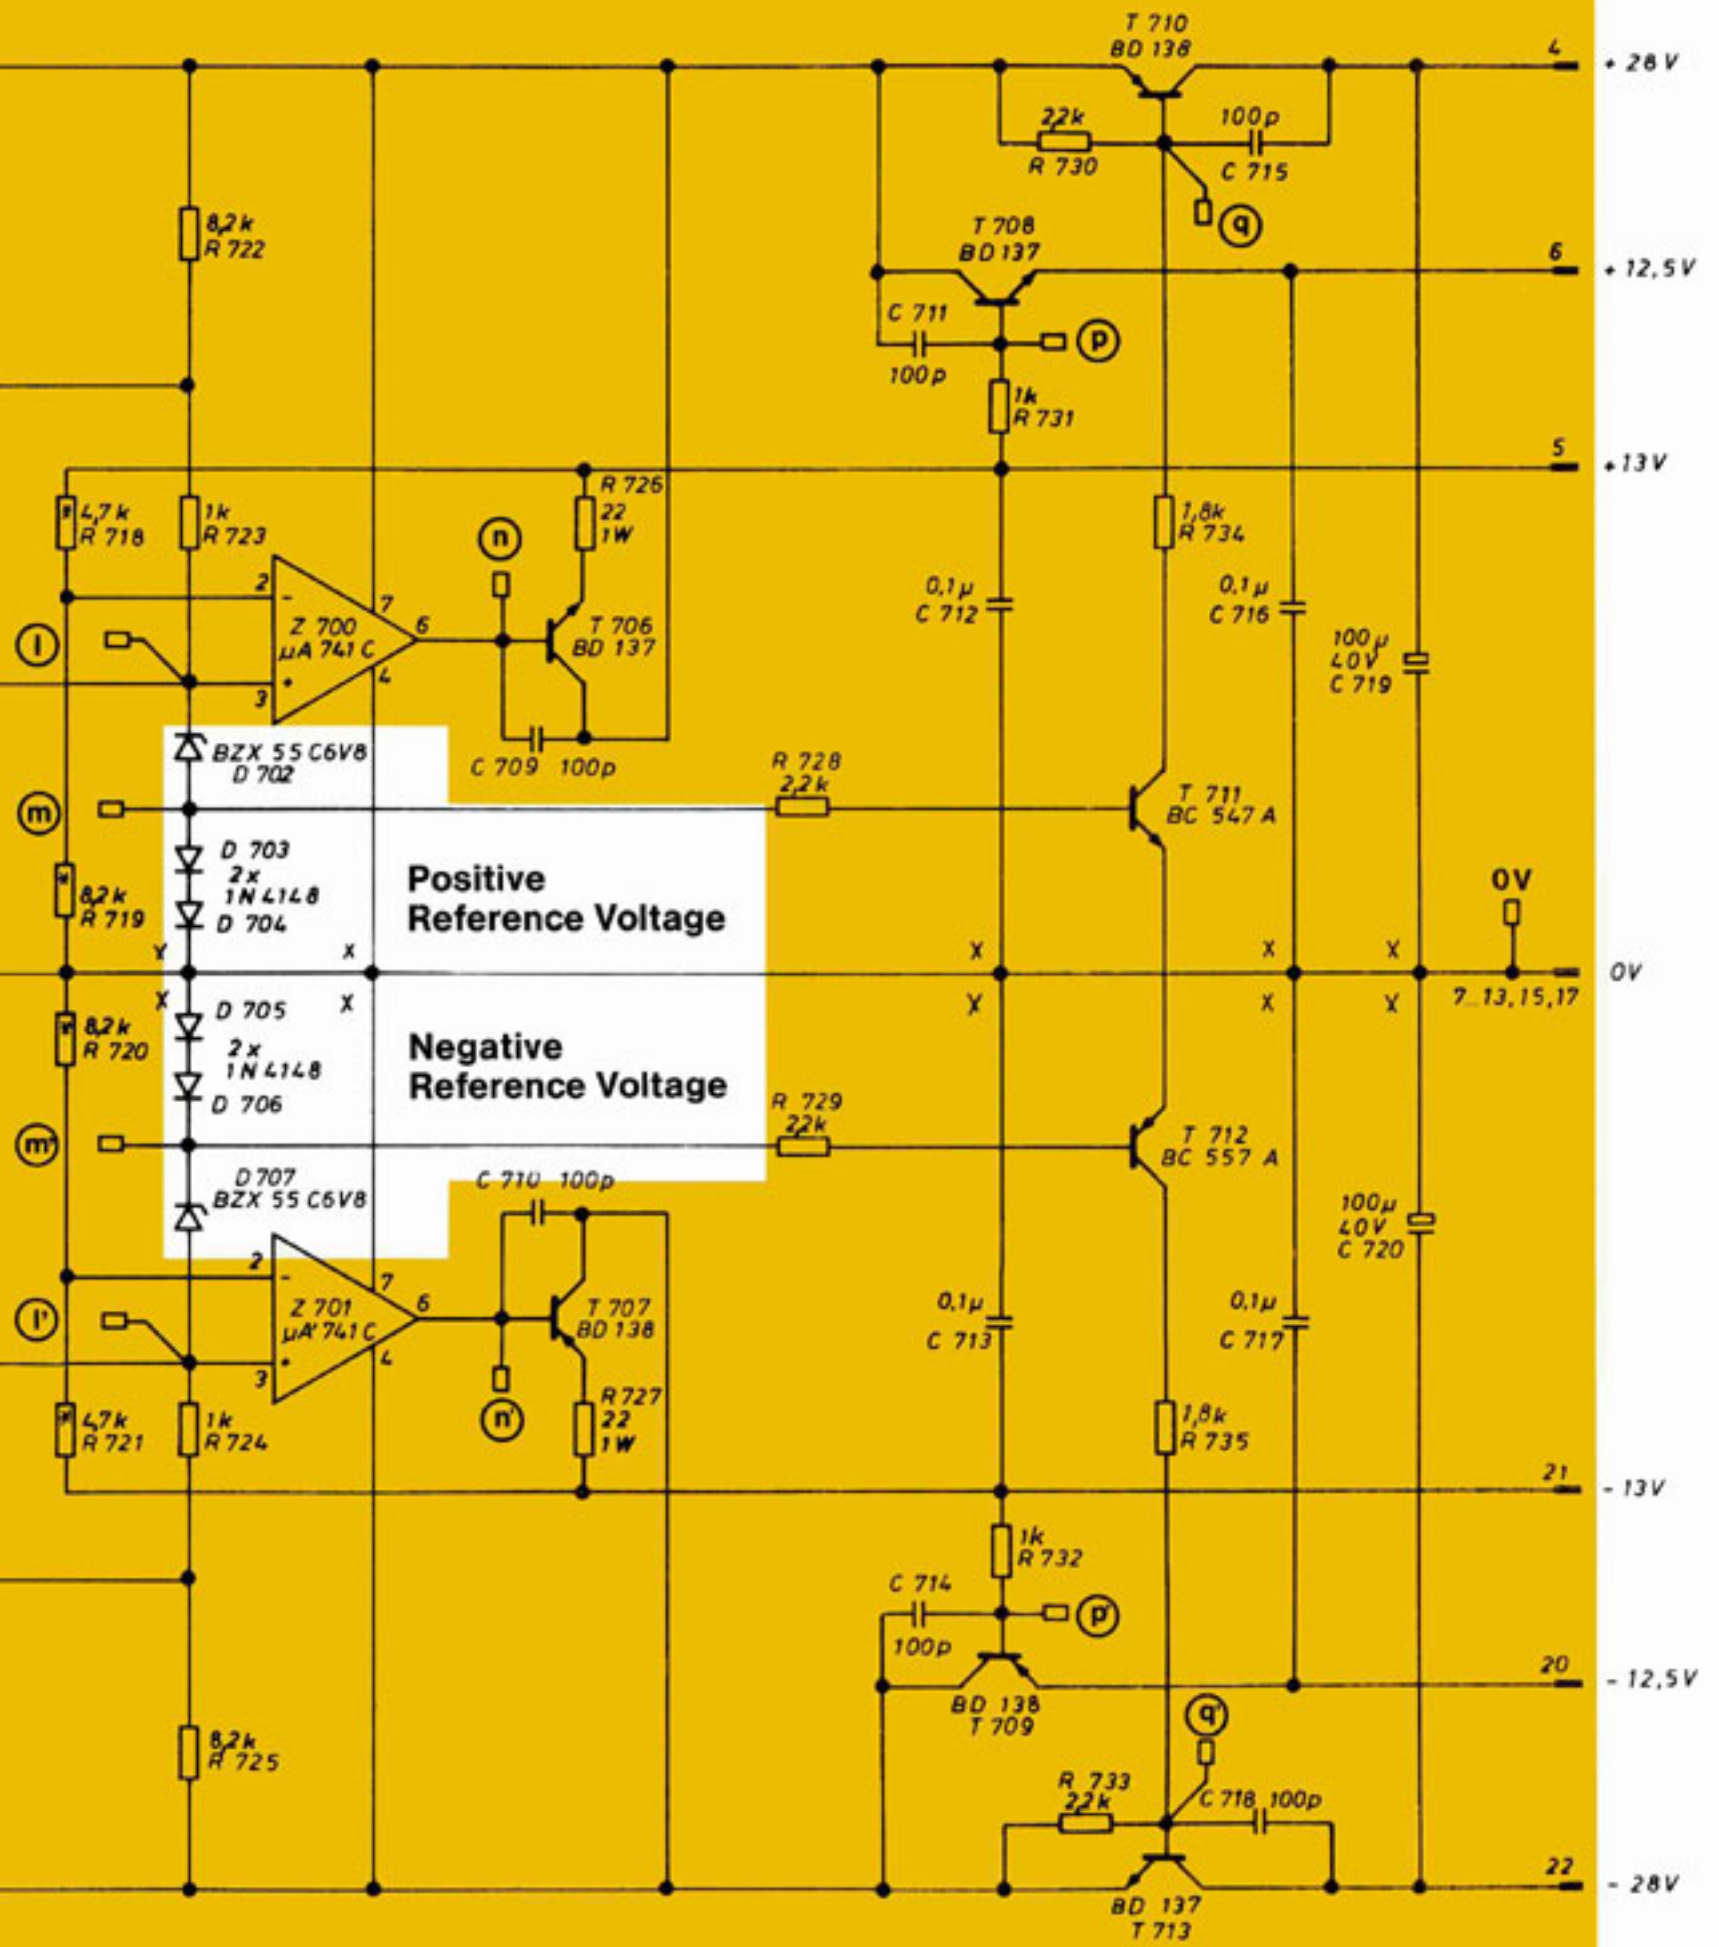 T 710
BD 138
4
+ 28V
22k
R 730
100p
C 715
q
8,2k
R 722
T 708
BD 137
6
+ 12,5V
C 711
100p
p
1k
R 731
5
+ 13V
4,7k
R 718
1k
R 723
R 726
22
1W
n
1,8k
R 734
2
-
7
Z 700
µA 741 C
6
T 706
BD 137
0,1µ
C 712
0,1µ
C 716
l
3
+
4
100µ
40V
C 719
BZX 55 C6V8
D 702
C 709 100p
R 728
2,2k
m
T 711
BC 547 A
D 703
2x
1N 4148
D 704
Positive
Reference Voltage
8,2k
R 719
0V
Y
X
X
X
X
0V
X
X
X
X
X
7...13,15,17
8,2k
R 720
D 705
2x
1N 4148
D 706
Negative
Reference Voltage
R 729
22k
m'
T 712
BC 557 A
D 707
BZX 55 C6V8
C 710 100p
100µ
40V
C 720
2
-
7
Z 701
µA 741 C
6
T 707
BD 138
0,1µ
C 713
0,1µ
C 717
l'
3
+
4
4,7k
R 721
1k
R 724
n'
R 727
22
1W
1,8k
R 735
21
- 13V
1k
R 732
C 714
100p
p'
20
- 12,5V
BD 138
T 709
q'
8,2k
R 725
R 733
22k
C 718 100p
22
- 28V
BD 137
T 713